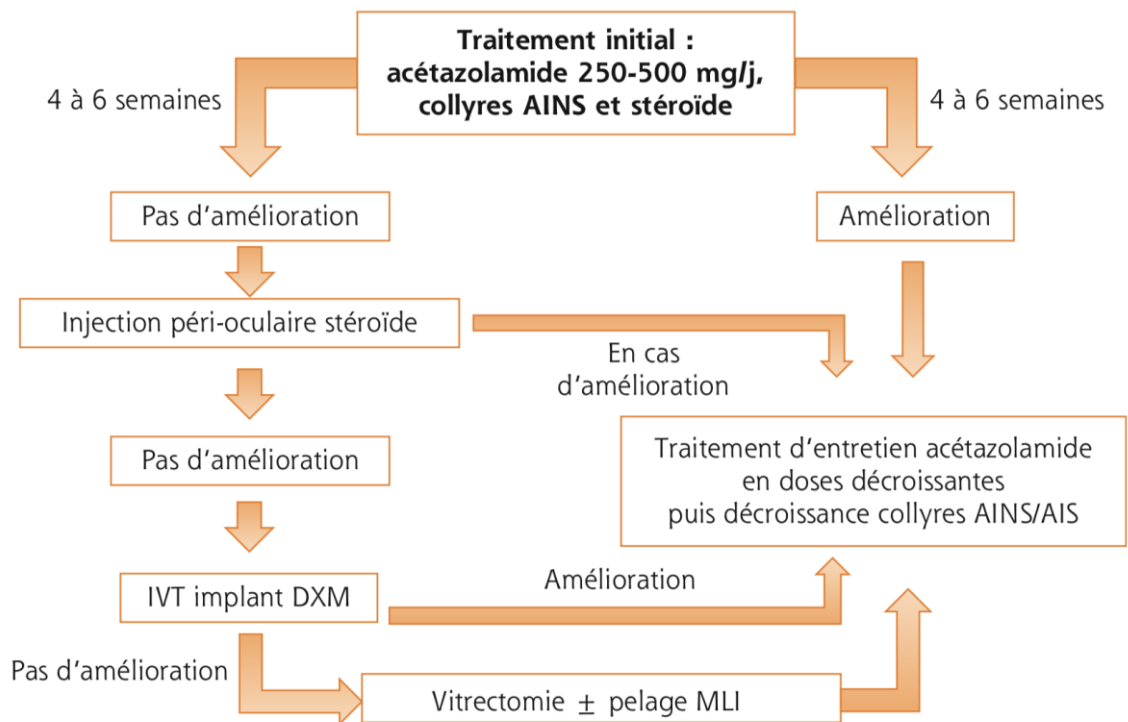 Traitement initial :
acétazolamide 250-500 mg/j,
collyres AINS et stéroïde
4 à 6 semaines
4 à 6 semaines
Pas d'amélioration
Amélioration
Injection péri-oculaire stéroïde
En cas
d'amélioration
Pas d'amélioration
Traitement d'entretien acétazolamide
en doses décroissantes
puis décroissance collyres AINS/AIS
IVT implant DXM
Amélioration
Pas d'amélioration
Vitrectomie ± pelage MLI